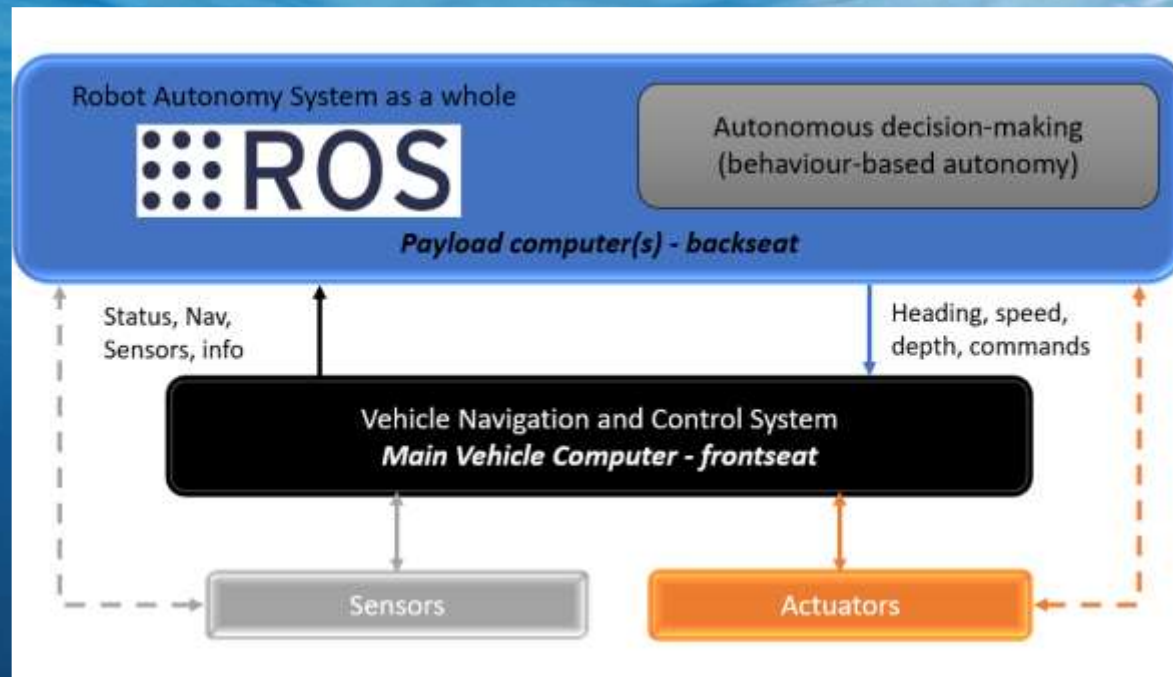 Robot Autonomy System as a whole
ROS
Autonomous decision-making
(behaviour-based autonomy)
Payload computer(s) - backseat
Status, Nav,
Sensors, info
Heading, speed,
depth, commands
Vehicle Navigation and Control System
Main Vehicle Computer - frontseat
Sensors
Actuators